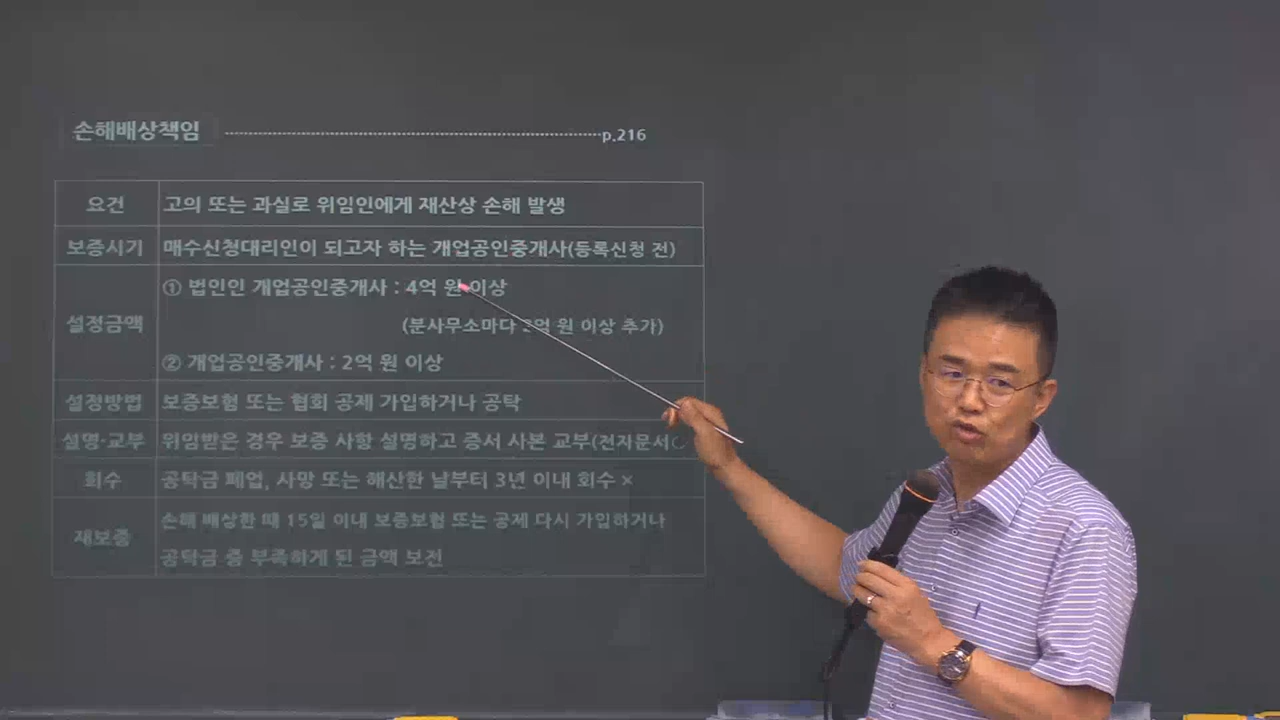 손해배상책임 p.216
요건 고의 또는 과실로 위임인에게 재산상 손해 발생
보증시기 매수신청대리인이 되고자 하는 개업공인중개사(등록신청 전)
설정금액 ① 법인인 개업공인중개사 : 4억 원 이상
(분사무소마다 억 원 이상 추가)
② 개업공인중개사 : 2억 원 이상
설정방법 보증보험 또는 협회 공제 가입하거나 공탁
설명·교부 위임받은 경우 보증 사항 설명하고 증서 사본 교부(전자문서○
회수 공탁금 폐업, 사망 또는 해산한 날부터 3년 이내 회수 ×
재보증 손해 배상한 때 15일 이내 보증보험 또는 공제 다시 가입하거나
공탁금 중 부족하게 된 금액 보전